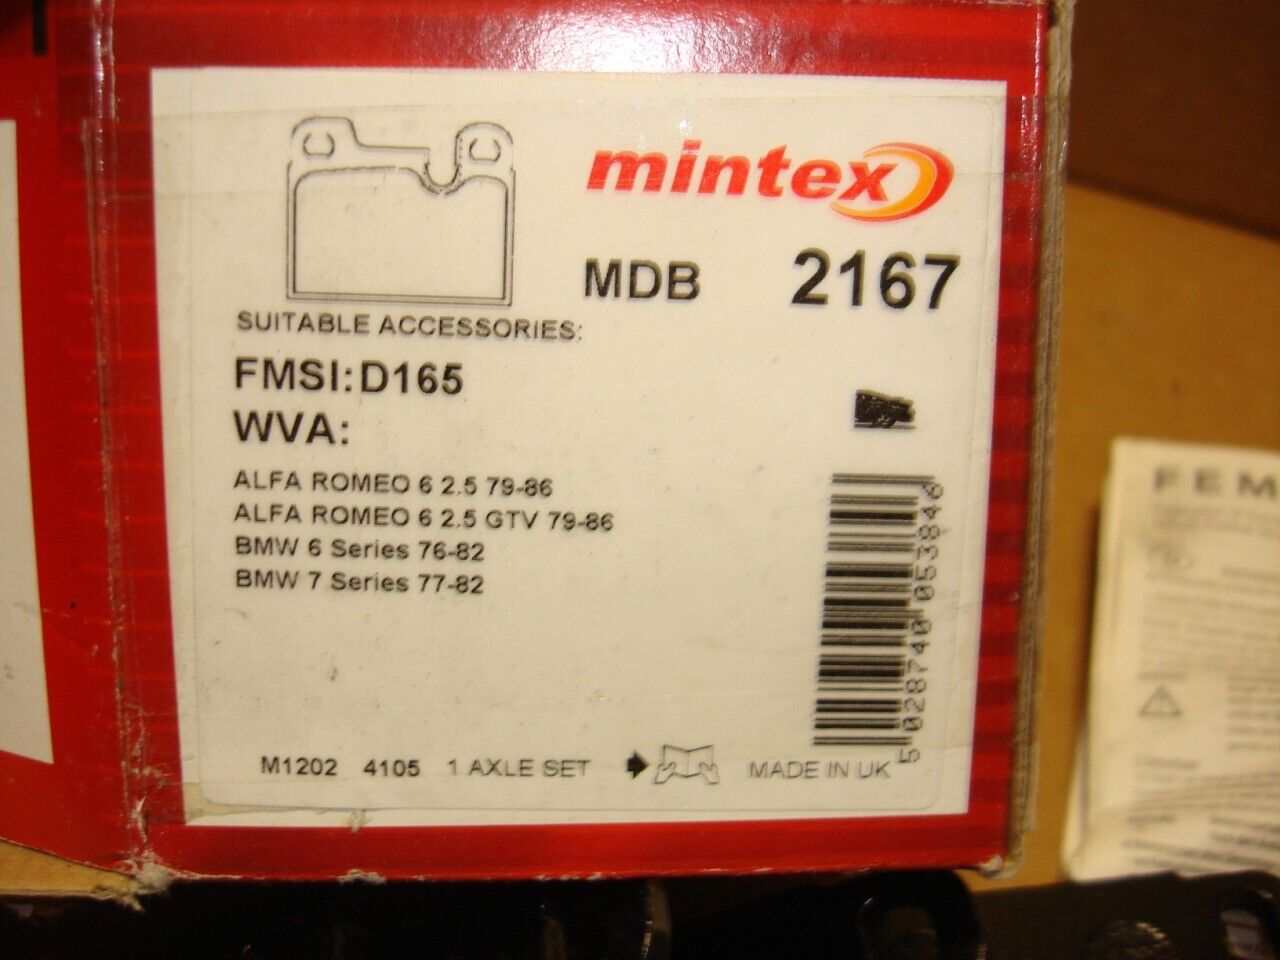 mintex
MDB 2167
SUITABLE ACCESSORIES:
FMSI:D165
WVA:
ALFA ROMEO 6 2.5 79-86
ALFA ROMEO 6 2.5 GTV 79-86
BMW 6 Series 76-82
BMW 7 Series 77-82
5 028740 053846
M1202 4105 1 AXLE SET MADE IN UK
FEM